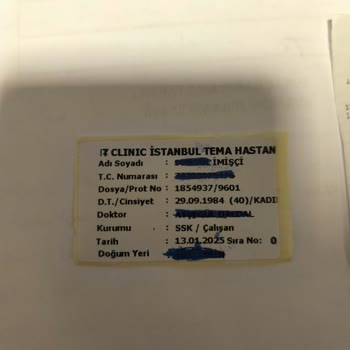 IT CLINIC İSTANBUL TEMA HASTAN
Adı Soyadı : İMİŞÇİ
T.C. Numarası :
Dosya/Prot No : 1854937/9601
D.T./Cinsiyet : 29.09.1984 (40)/KADI
Doktor :
Kurumu : SSK / Çalışan
Tarih : 13.01.2025 Sıra No: 0
Doğum Yeri